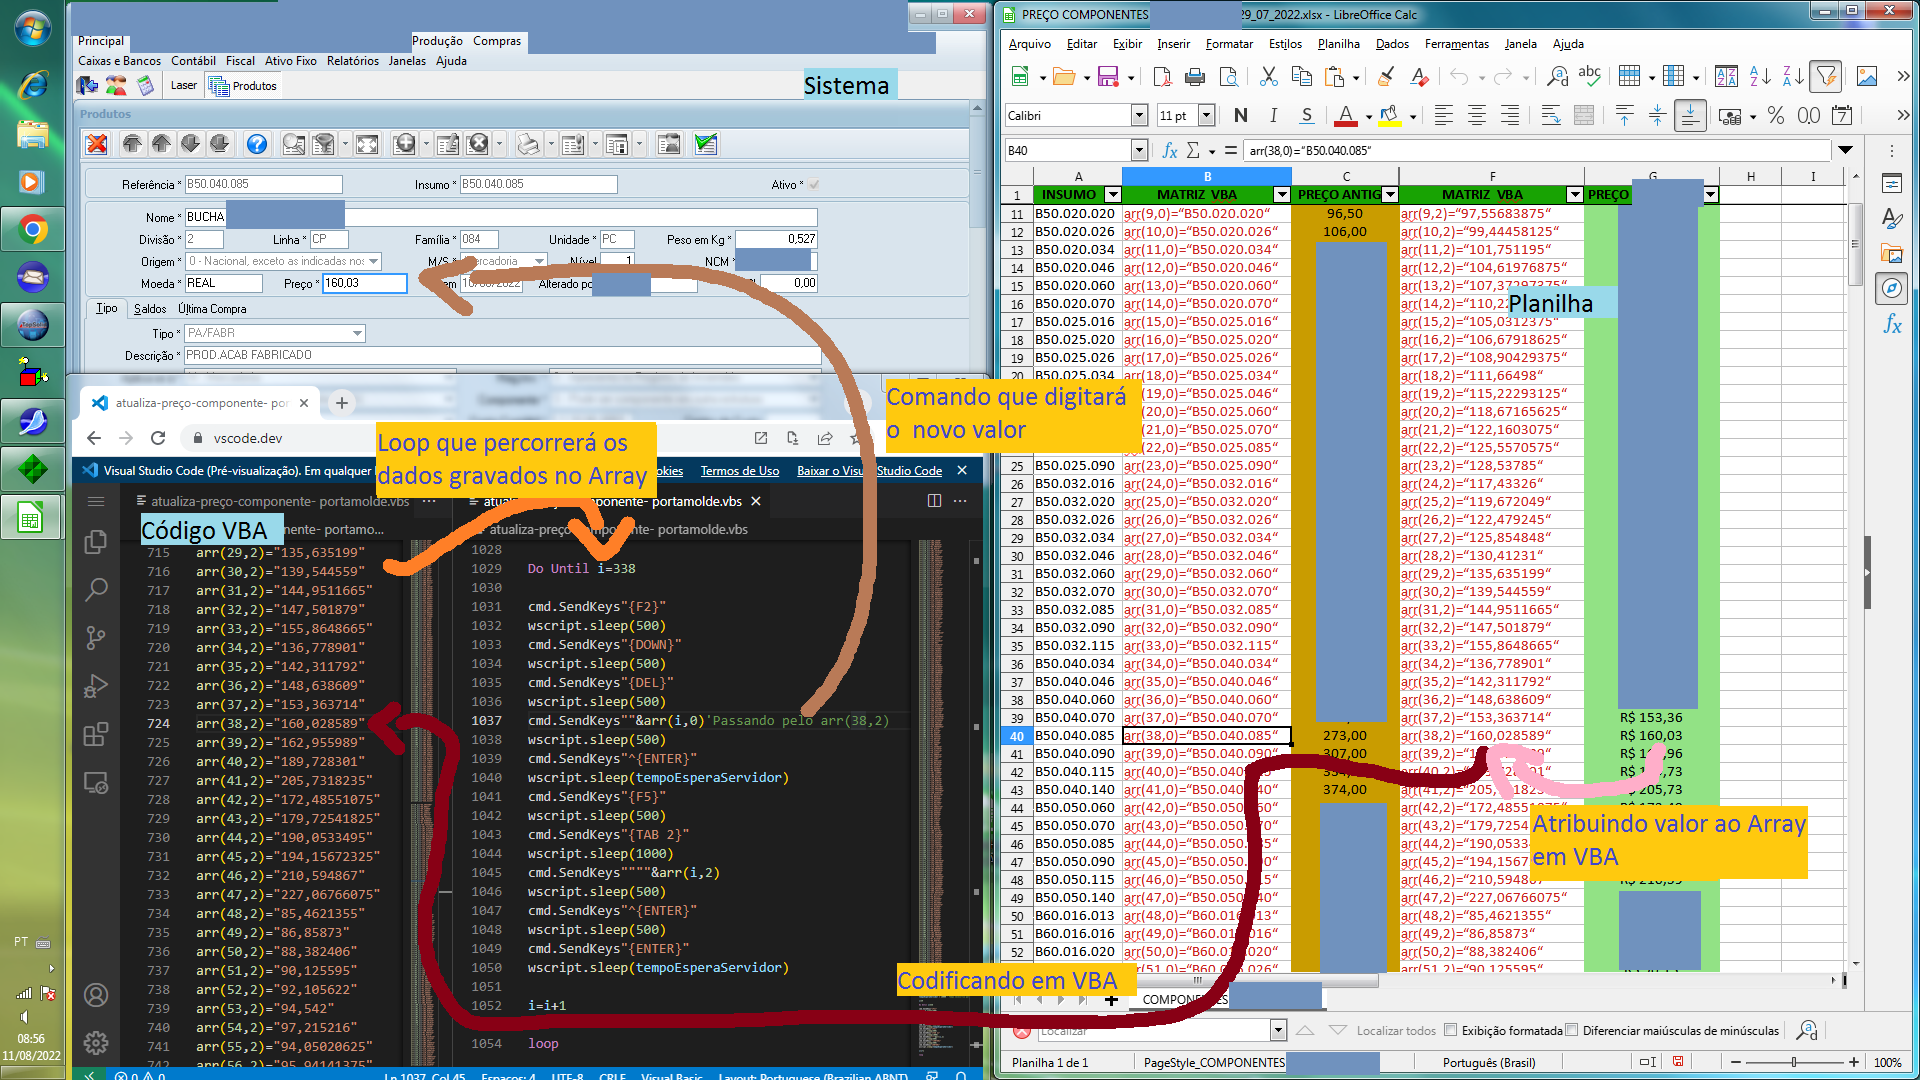 Principal
Produção Compras
Caixas e Bancos Contábil Fiscal Ativo Fixo Relatórios Janelas Ajuda
Laser Produtos
Sistema
Produtos
Referência * B50.040.085 Insumo * B50.040.085 Ativo *
Nome * BUCHA
Divisão * 2 Linha * CP Família * 084 Unidade * PC Peso em Kg * 0,527
Origem * 0 - Nacional, exceto as indicadas nos M/S * Nível 1 NCM
Moeda * REAL Preço * 160,03 Alterado por 0,00
Tipo Saldos Última Compra
Tipo * PA/FABR
Descrição * PROD.ACAB FABRICADO
atualiza-preço-componente- por
vscode.dev
Visual Studio Code (Pré-visualização). Em qualquer Termos de Uso Baixar o Visual Studio Code
Loop que percorrerá os
dados gravados no Array
Comando que digitará
o novo valor
atualiza-preço-componente- portamolde.vbs
Código VBA
nente- portamo...
715 arr(29,2)="135,635199"
716 arr(30,2)="139,544559"
717 arr(31,2)="144,9511665"
718 arr(32,2)="147,501879"
719 arr(33,2)="155,8648665"
720 arr(34,2)="136,778901"
721 arr(35,2)="142,311792"
722 arr(36,2)="148,638609"
723 arr(37,2)="153,363714"
724 arr(38,2)="160,028589"
725 arr(39,2)="162,955989"
726 arr(40,2)="189,728301"
727 arr(41,2)="205,7318235"
728 arr(42,2)="172,48551075"
729 arr(43,2)="179,72541825"
730 arr(44,2)="190,0533495"
731 arr(45,2)="194,15672325"
732 arr(46,2)="210,594867"
733 arr(47,2)="227,06766075"
734 arr(48,2)="85,4621355"
735 arr(49,2)="86,85873"
736 arr(50,2)="88,382406"
737 arr(51,2)="90,125595"
738 arr(52,2)="92,105622"
739 arr(53,2)="94,542"
740 arr(54,2)="97,215216"
741 arr(55,2)="94,05020625"
742 arr(56,2)="95,94141375"
1028
1029 Do Until i=338
1030
1031 cmd.SendKeys"{F2}"
1032 wscript.sleep(500)
1033 cmd.SendKeys"{DOWN}"
1034 wscript.sleep(500)
1035 cmd.SendKeys"{DEL}"
1036 wscript.sleep(500)
1037 cmd.SendKeys""&arr(i,0)'Passando pelo arr(38,2)
1038 wscript.sleep(500)
1039 cmd.SendKeys"^{ENTER}"
1040 wscript.sleep(tempoEsperaServidor)
1041 cmd.SendKeys"{F5}"
1042 wscript.sleep(500)
1043 cmd.SendKeys"{TAB 2}"
1044 wscript.sleep(1000)
1045 cmd.SendKeys""""&arr(i,2)
1046 wscript.sleep(500)
1047 cmd.SendKeys"^{ENTER}"
1048 wscript.sleep(500)
1049 cmd.SendKeys"{ENTER}"
1050 wscript.sleep(tempoEsperaServidor)
1051
1052 i=i+1
1054 loop
Ln 1037, Col 45 Espaços: 4 UTF-8 CRLF Visual Basic Layout: Portuguese (Brazilian ABNT)
PT
08:56
11/08/2022
PREÇO COMPONENTES 29_07_2022.xlsx - LibreOffice Calc
Arquivo Editar Exibir Inserir Formatar Estilos Planilha Dados Ferramentas Janela Ajuda
Calibri 11 pt N I S
B40 arr(38,0)="B50.040.085"
A B C F G H I
1 INSUMO MATRIZ VBA PREÇO ANTIG MATRIZ VBA PREÇO
11 B50.020.020 arr(9,0)="B50.020.020" 96,50 arr(9,2)="97,55683875"
12 B50.020.026 arr(10,0)="B50.020.026" 106,00 arr(10,2)="99,44458125"
13 B50.020.034 arr(11,0)="B50.020.034" arr(11,2)="101,751195"
14 B50.020.046 arr(12,0)="B50.020.046" arr(12,2)="104,61976875"
15 B50.020.060 arr(13,0)="B50.020.060" arr(13,2)="107,37297375"
16 B50.020.070 arr(14,0)="B50.020.070" arr(14,2)="110,2
Planilha
17 B50.025.016 arr(15,0)="B50.025.016" arr(15,2)="105,0312375"
18 B50.025.020 arr(16,0)="B50.025.020" arr(16,2)="106,67918625"
19 B50.025.026 arr(17,0)="B50.025.026" arr(17,2)="108,90429375"
20 B50.025.034 arr(18,0)="B50.025.034" arr(18,2)="111,66498"
(19,0)="B50.025.046" arr(19,2)="115,22293125"
(20,0)="B50.025.060" arr(20,2)="118,67165625"
(21,0)="B50.025.070" arr(21,2)="122,1603075"
(22,0)="B50.025.085" arr(22,2)="125,5570575"
25 B50.025.090 arr(23,0)="B50.025.090" arr(23,2)="128,53785"
26 B50.032.016 arr(24,0)="B50.032.016" arr(24,2)="117,43326"
27 B50.032.020 arr(25,0)="B50.032.020" arr(25,2)="119,672049"
28 B50.032.026 arr(26,0)="B50.032.026" arr(26,2)="122,479245"
29 B50.032.034 arr(27,0)="B50.032.034" arr(27,2)="125,854848"
30 B50.032.046 arr(28,0)="B50.032.046" arr(28,2)="130,41231"
31 B50.032.060 arr(29,0)="B50.032.060" arr(29,2)="135,635199"
32 B50.032.070 arr(30,0)="B50.032.070" arr(30,2)="139,544559"
33 B50.032.085 arr(31,0)="B50.032.085" arr(31,2)="144,9511665"
34 B50.032.090 arr(32,0)="B50.032.090" arr(32,2)="147,501879"
35 B50.032.115 arr(33,0)="B50.032.115" arr(33,2)="155,8648665"
36 B50.040.034 arr(34,0)="B50.040.034" arr(34,2)="136,778901"
37 B50.040.046 arr(35,0)="B50.040.046" arr(35,2)="142,311792"
38 B50.040.060 arr(36,0)="B50.040.060" arr(36,2)="148,638609"
39 B50.040.070 arr(37,0)="B50.040.070" arr(37,2)="153,363714" R$ 153,36
40 B50.040.085 arr(38,0)="B50.040.085" 273,00 arr(38,2)="160,028589" R$ 160,03
41 B50.040.090 arr(39,0)="B50.040.090" 307,00 arr(39,2)="1
42 B50.040.115 arr(40,0)="B50.040 arr(40,2)=
43 B50.040.140 arr(41,0)="B50.040 374,00 arr(41,2)="205, 205,73
44 B50.050.060 arr(42,0)="B50.050 arr(42,2)="172,48551075"
45 B50.050.070 arr(43,0)="B50.050. arr(43,2)="179,7254
46 B50.050.085 arr(44,0)="B50.050. arr(44,2)="190,0533
47 B50.050.090 arr(45,0)="B50.050. arr(45,2)="194,1567
48 B50.050.115 arr(46,0)="B50.050. arr(46,2)="210,59486
49 B50.050.140 arr(47,0)="B50.050. arr(47,2)="227,06766075"
50 B60.016.013 arr(48,0)="B60.016.013" arr(48,2)="85,4621355"
51 B60.016.016 arr(49,0)="B60.016.016" arr(49,2)="86,85873"
52 B60.016.020 arr(50,0)="B60.016.020" arr(50,2)="88,382406"
Atribuindo valor ao Array
em VBA
Codificando em VBA
COMPONENTES
Localizar Localizar todos Exibição formatada Diferenciar maiúsculas de minúsculas
Planilha 1 de 1 PageStyle_COMPONENTES Português (Brasil) 100%